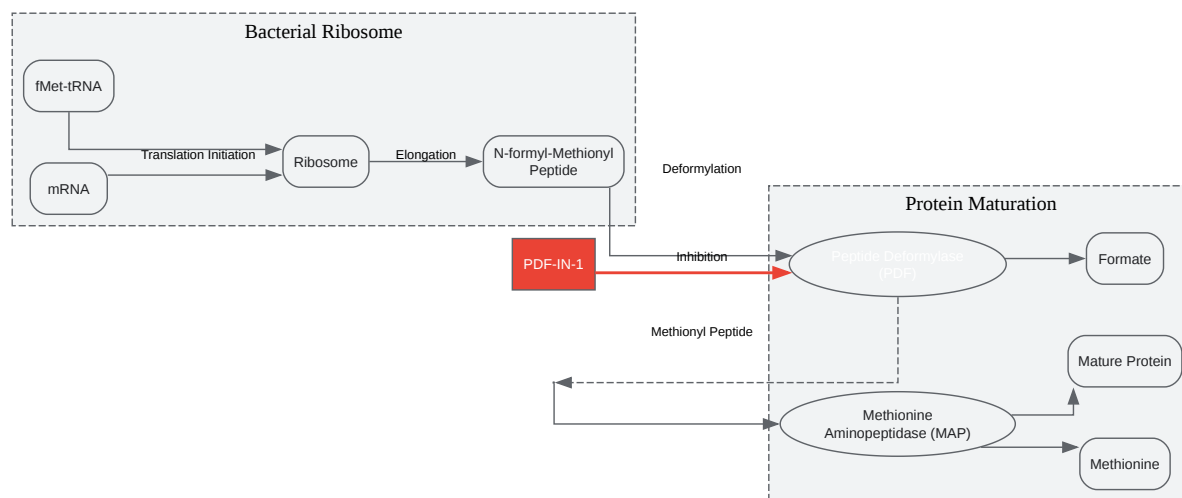 Bacterial Ribosome
fMet-tRNA
mRNA
Translation Initiation
Ribosome
Elongation
N-formyl-Methionyl
Peptide
Deformylation
Protein Maturation
PDF-IN-1
Inhibition
Peptide Deformylase
(PDF)
Formate
Methionyl Peptide
Mature Protein
Methionine
Aminopeptidase (MAP)
Methionine